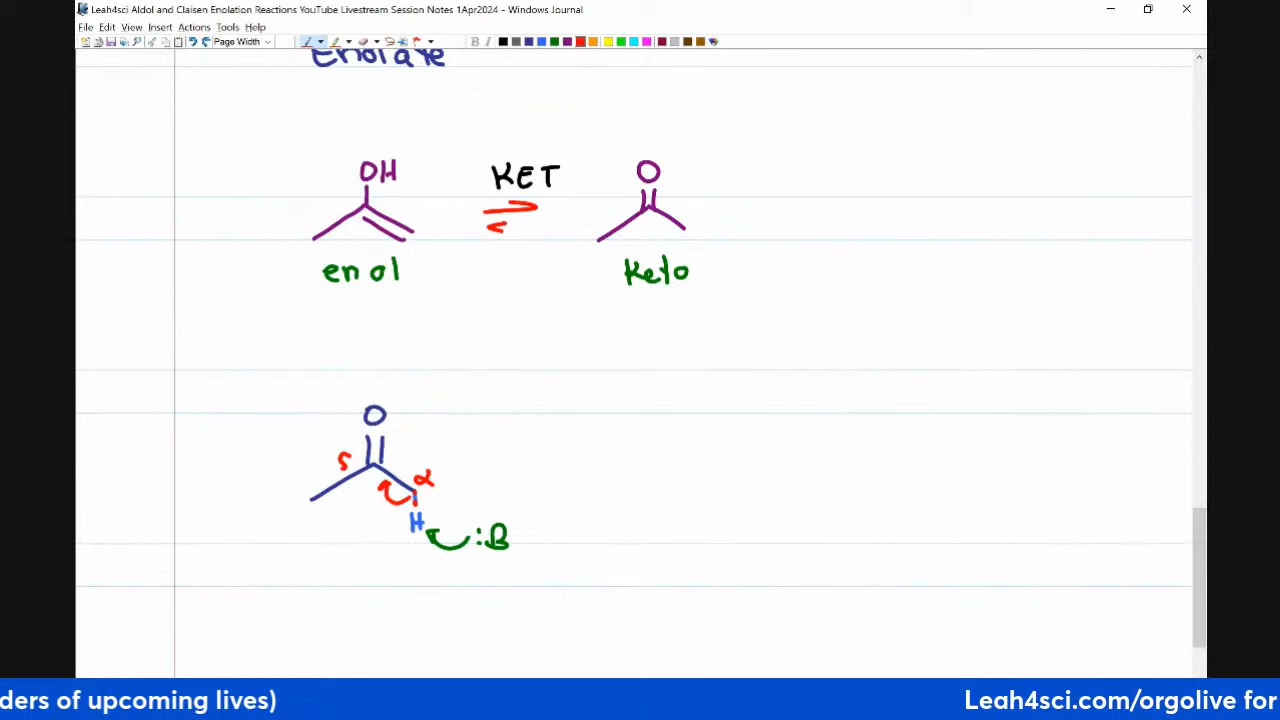 Leah4sci Aldol and Claisen Enolation Reactions YouTube Livestream Session Notes 1Apr2024 - Windows Journal
File Edit View Insert Actions Tools Help
Page Width
B I
Enolate
OH
KET
O
enol
Keto
O
α
H
:B
ders of upcoming lives)
Leah4sci.com/orgolive for